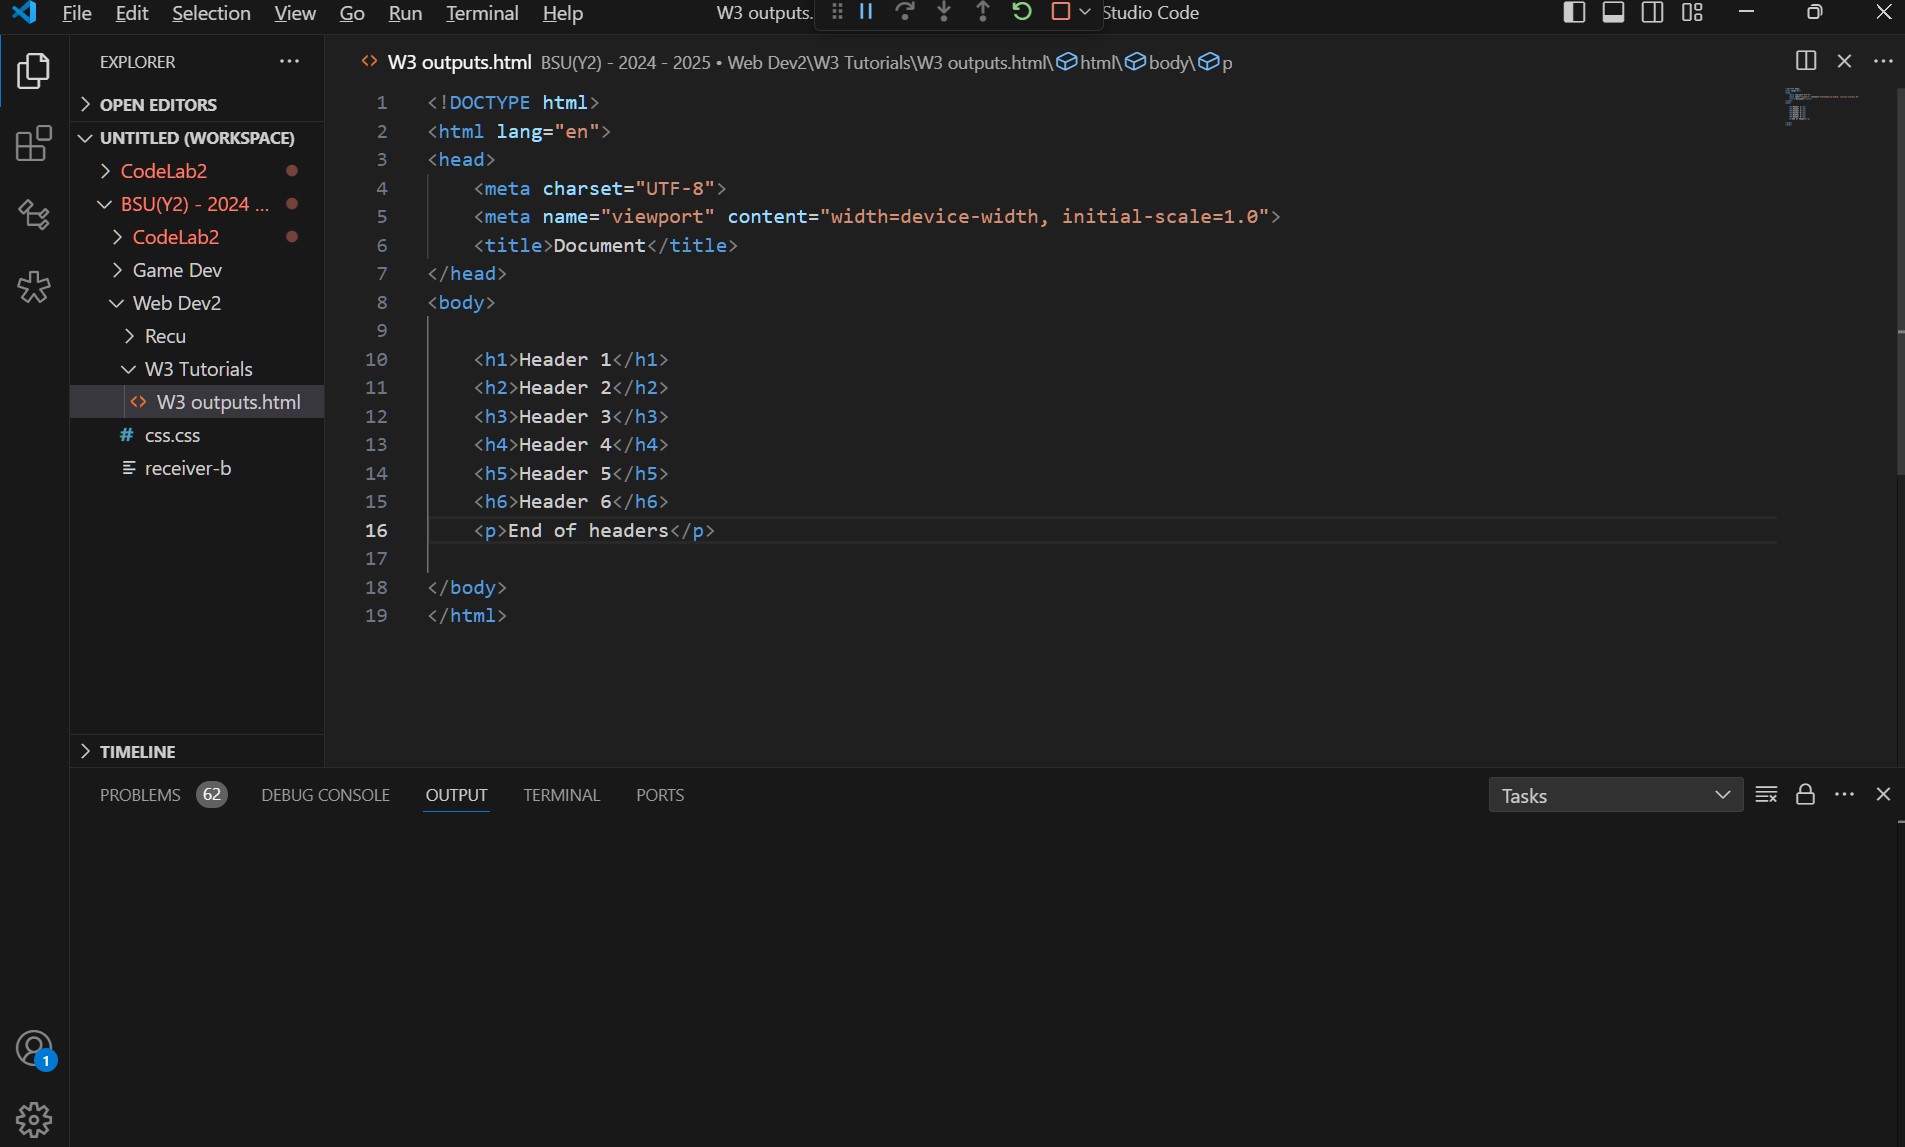 File Edit Selection View Go Run Terminal Help W3 outputs. Studio Code
EXPLORER
OPEN EDITORS
UNTITLED (WORKSPACE)
CodeLab2
BSU(Y2) - 2024 ...
CodeLab2
Game Dev
Web Dev2
Recu
W3 Tutorials
W3 outputs.html
css.css
receiver-b
TIMELINE
W3 outputs.html BSU(Y2) - 2024 - 2025 • Web Dev2\W3 Tutorials\W3 outputs.html\html\body\p
1 <!DOCTYPE html>
2 <html lang="en">
3 <head>
4 <meta charset="UTF-8">
5 <meta name="viewport" content="width=device-width, initial-scale=1.0">
6 <title>Document</title>
7 </head>
8 <body>
9
10 <h1>Header 1</h1>
11 <h2>Header 2</h2>
12 <h3>Header 3</h3>
13 <h4>Header 4</h4>
14 <h5>Header 5</h5>
15 <h6>Header 6</h6>
16 <p>End of headers</p>
17
18 </body>
19 </html>
PROBLEMS 62 DEBUG CONSOLE OUTPUT TERMINAL PORTS Tasks
1